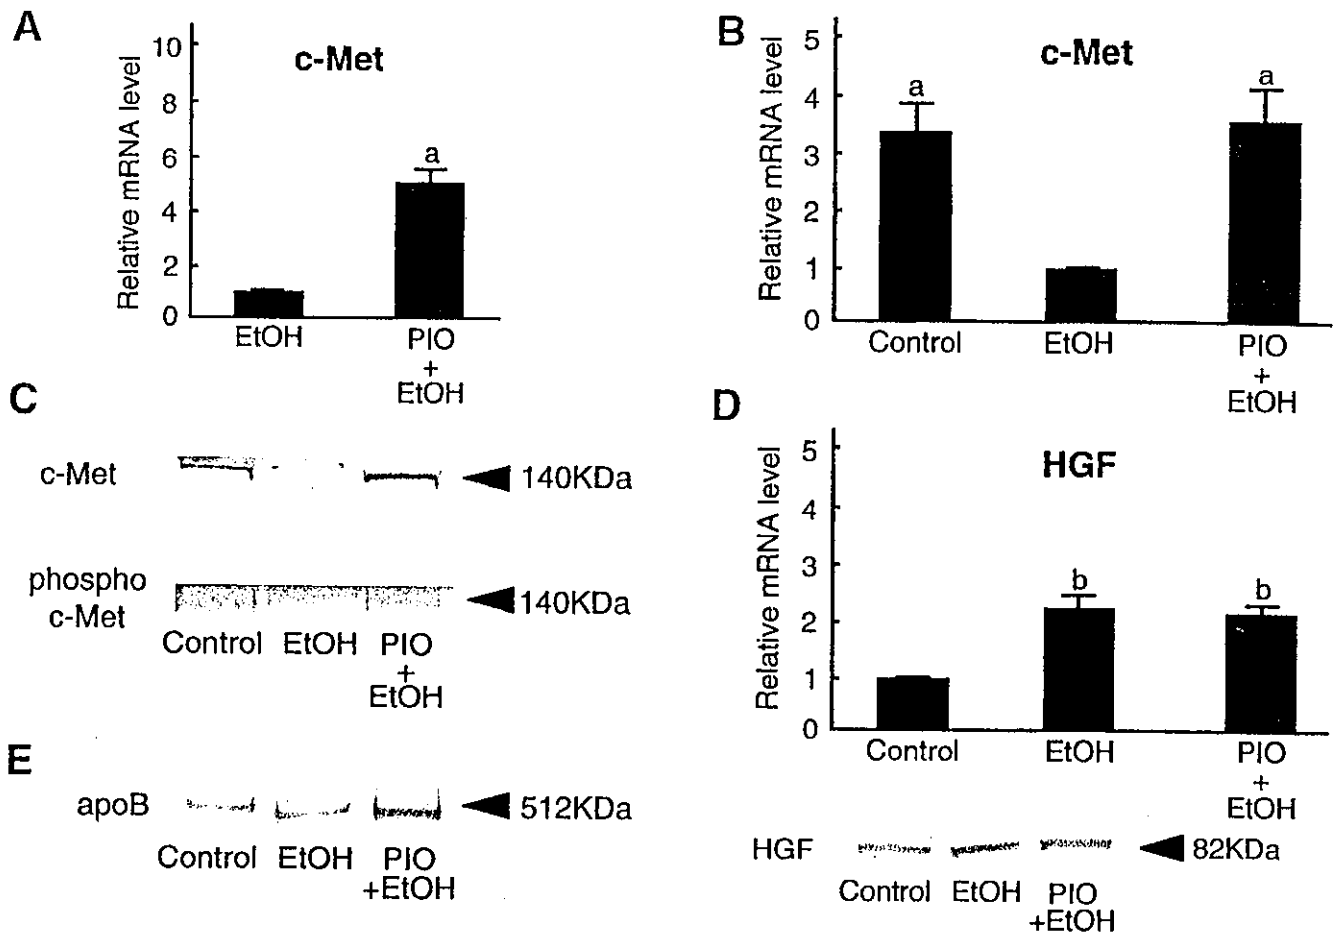 A
c-Met
Relative mRNA level
10
8
6
4
2
0
a
EtOH
PIO
+
EtOH
B
c-Met
Relative mRNA level
5
4
3
2
1
0
a
a
Control
EtOH
PIO
+
EtOH
C
c-Met
140KDa
phospho
c-Met
140KDa
Control
EtOH
PIO
+
EtOH
D
HGF
Relative mRNA level
5
4
3
2
1
0
b
b
Control
EtOH
PIO
+
EtOH
HGF
82KDa
Control
EtOH
PIO
+EtOH
E
apoB
512KDa
Control
EtOH
PIO
+EtOH